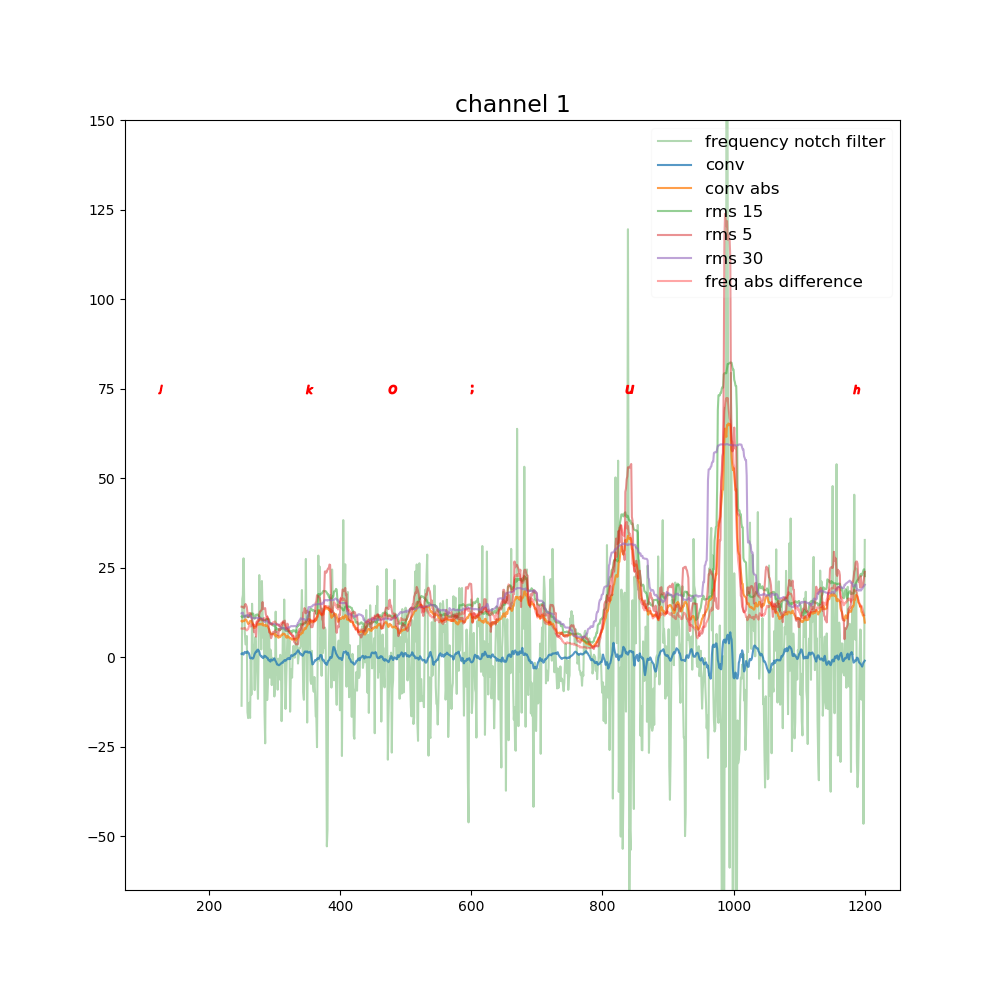 channel 1
150
125
100
75
50
25
0
−25
−50
frequency notch filter
conv
conv abs
rms 15
rms 5
rms 30
freq abs difference
j k o ; u h
200 400 600 800 1000 1200